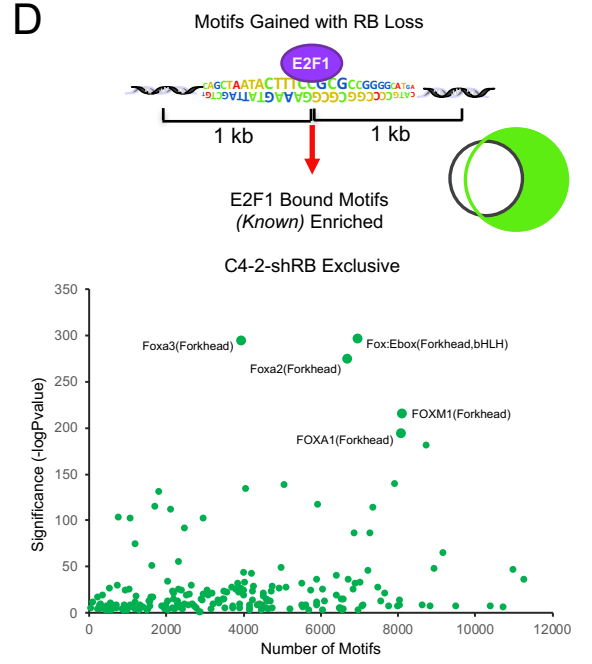 D
Motifs Gained with RB Loss
E2F1
CAGCTAATACTTTCCGCGCCGGGGCATGA
1 kb
1 kb
E2F1 Bound Motifs
(Known) Enriched
C4-2-shRB Exclusive
Significance (-logPvalue)
350
300
250
200
150
100
50
0
Foxa3(Forkhead)
Fox:Ebox(Forkhead,bHLH)
Foxa2(Forkhead)
FOXM1(Forkhead)
FOXA1(Forkhead)
0 2000 4000 6000 8000 10000 12000
Number of Motifs